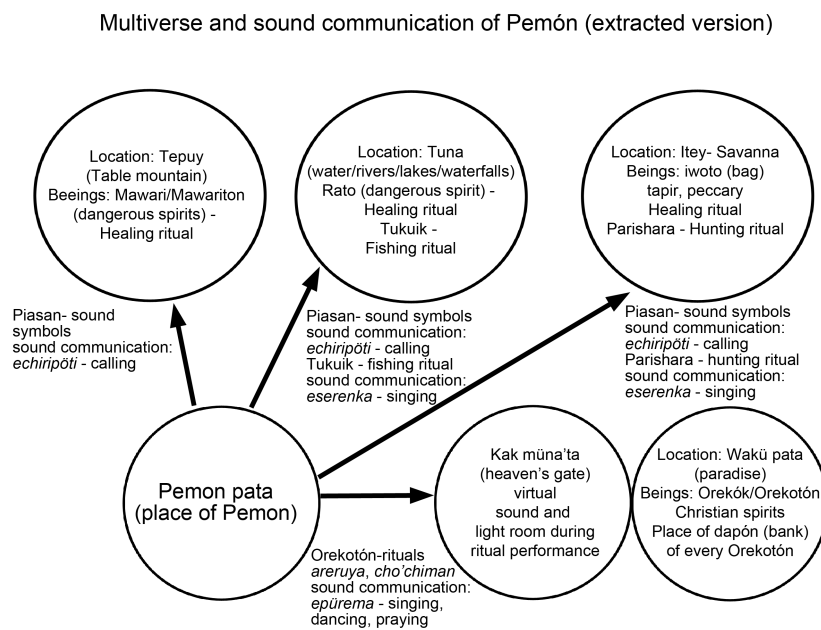 Multiverse and sound communication of Pemón (extracted version)
Location: Tepuy
(Table mountain)
Beeings: Mawari/Mawariton
(dangerous spirits) -
Healing ritual
Location: Tuna
(water/rivers/lakes/waterfalls)
Rato (dangerous spirit) -
Healing ritual
Tukuik -
Fishing ritual
Location: Itey- Savanna
Beings: iwoto (bag)
tapir, peccary
Healing ritual
Parishara - Hunting ritual
Piasan- sound
symbols
sound communication:
echiripöti - calling
Piasan- sound symbols
sound communication:
echiripöti - calling
Tukuik - fishing ritual
sound communication:
eserenka - singing
Piasan- sound symbols
sound communication:
echiripöti - calling
Parishara - hunting ritual
sound communication:
eserenka - singing
Pemon pata
(place of Pemon)
Kak müna’ta
(heaven’s gate)
virtual
sound and
light room during
ritual performance
Location: Wakü pata
(paradise)
Beings: Orekók/Orekotón
Christian spirits
Place of dapón (bank)
of every Orekotón
Orekotón-rituals
areruya, cho’chiman
sound communication:
epürema - singing,
dancing, praying